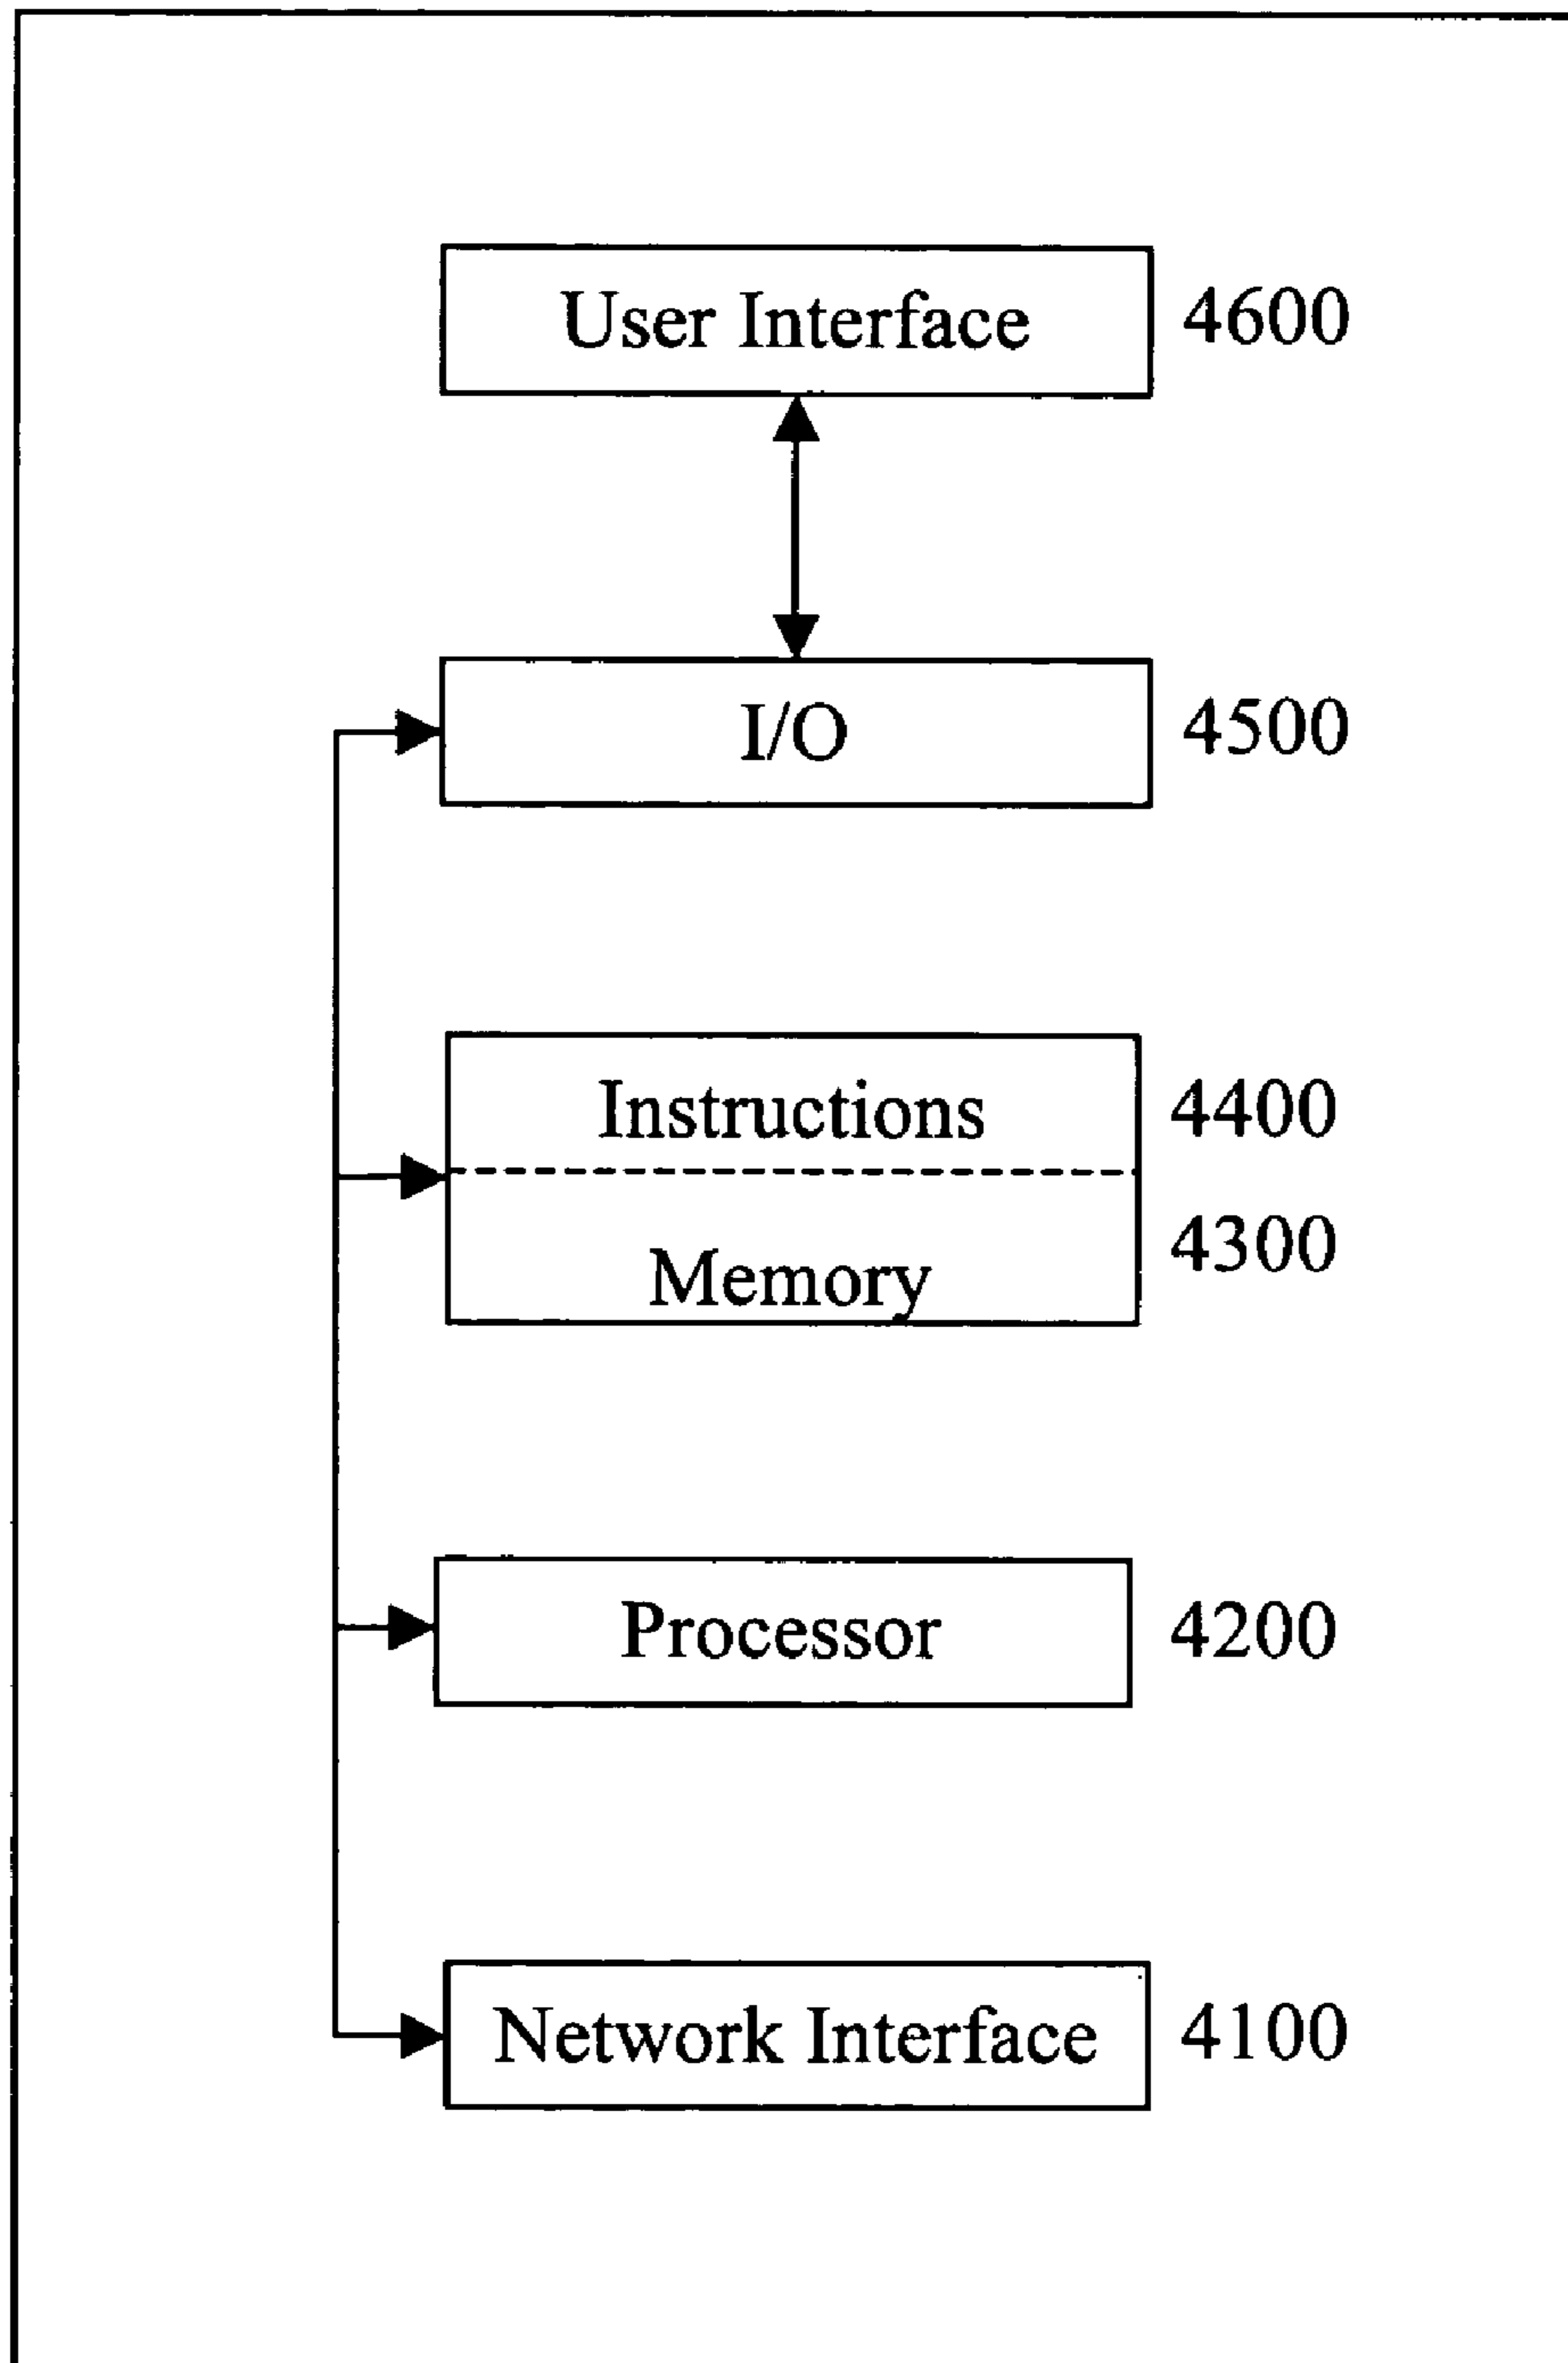 User Interface 4600
I/O 4500
Instructions 4400
Memory 4300
Processor 4200
Network Interface 4100